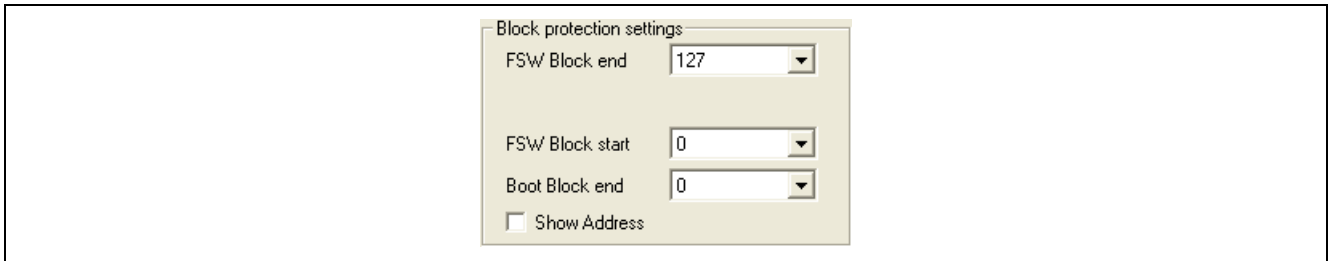 Block protection settings
FSW Block end 127
FSW Block start 0
Boot Block end 0
Show Address